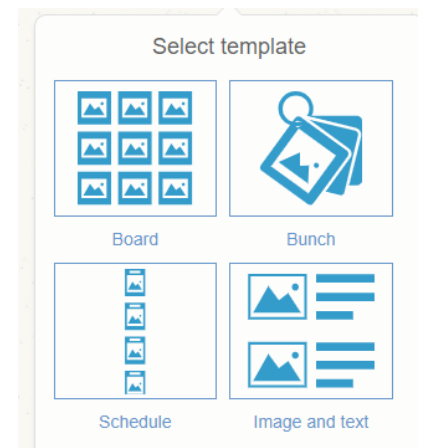 Select template
Board
Bunch
Schedule
Image and text